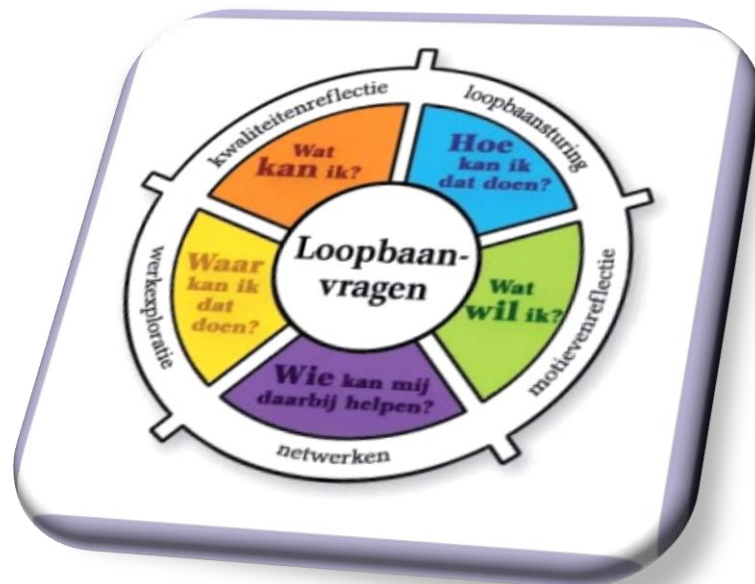 kwaliteitenreflectie
loopbaansturing
Wat
kan ik?
Hoe
kan ik
dat doen?
Waar
kan ik
dat
doen?
Loopbaan-
vragen
Wat
wil ik?
Wie kan mij
daarbij helpen?
werkexploratie
motievenreflectie
netwerken